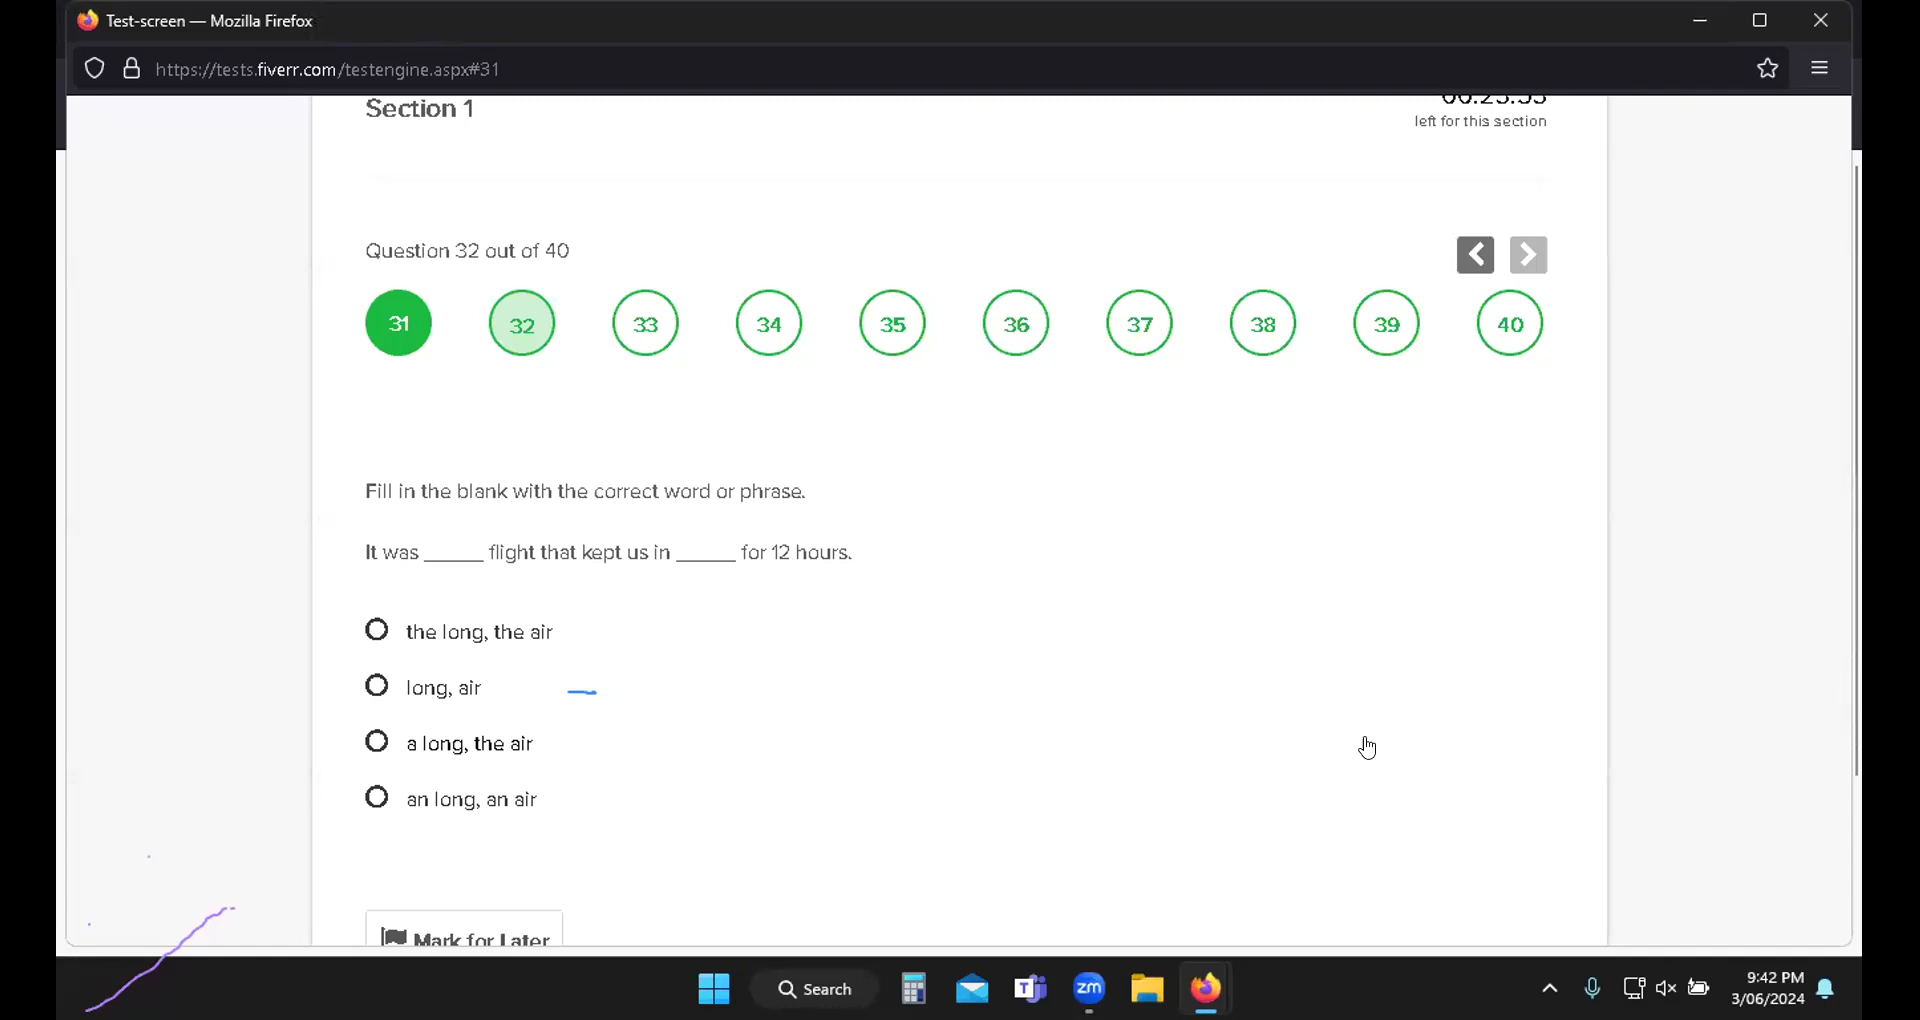 Test-screen — Mozilla Firefox
https://tests.fiverr.com/testengine.aspx#31
Section 1
left for this section
Question 32 out of 40
31 32 33 34 35 36 37 38 39 40
Fill in the blank with the correct word or phrase.
It was ______ flight that kept us in ______ for 12 hours.
the long, the air
long, air
a long, the air
an long, an air
Mark for Later
Search
zm
9:42 PM
3/06/2024